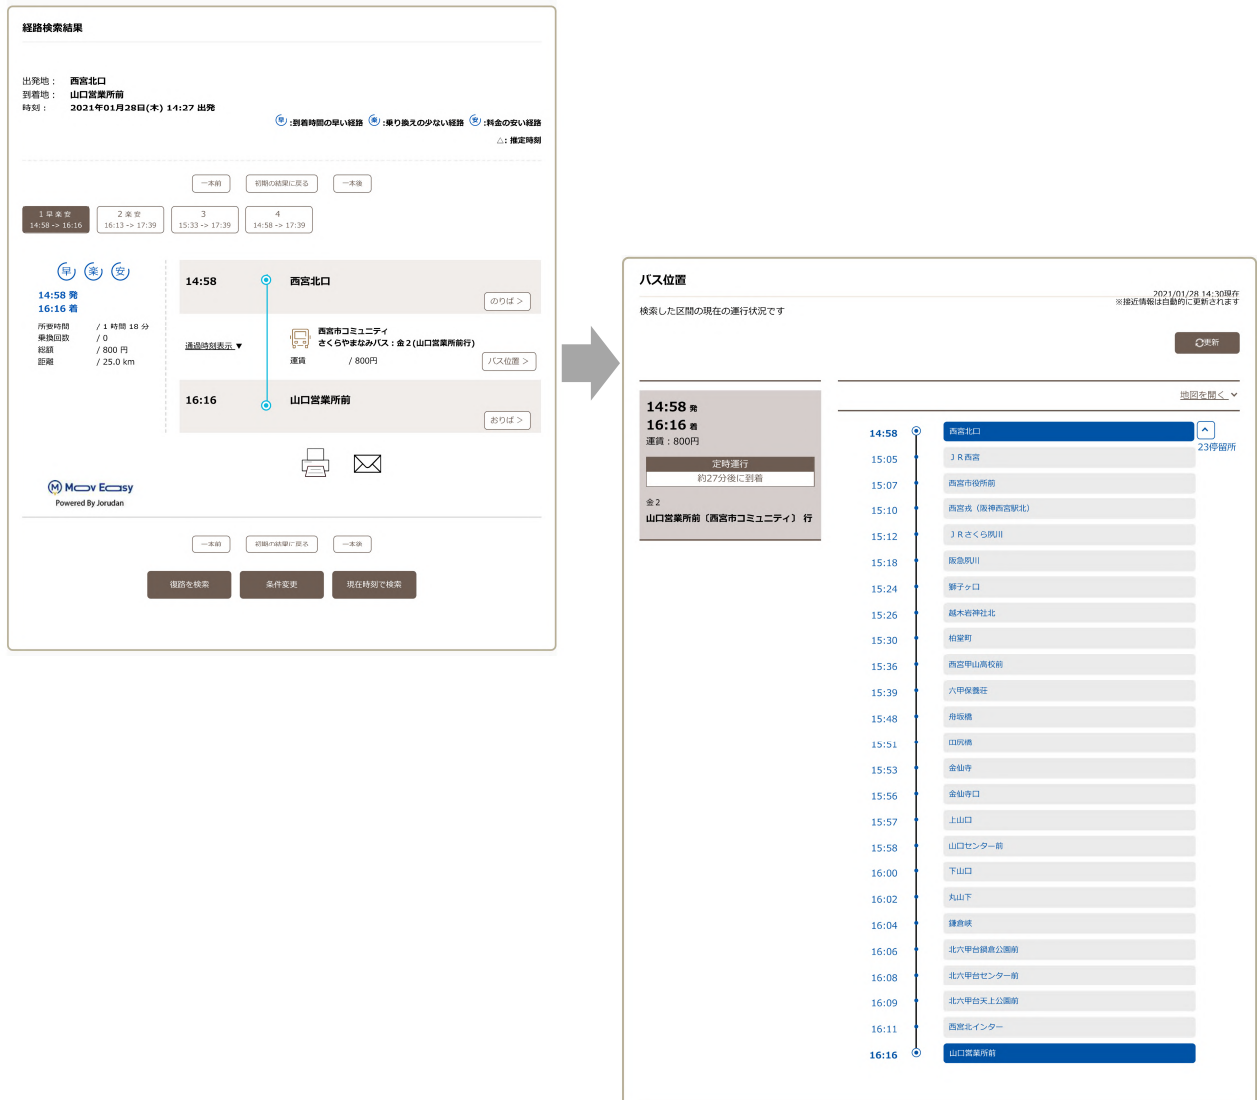 経路検索結果
出発地： 西宮北口
到着地： 山口営業所前
時刻： 2021年01月28日(木) 14:27 出発
早:到着時間の早い経路 楽:乗り換えの少ない経路 安:料金の安い経路
△: 推定時刻
一本前 初期の結果に戻る 一本後
1 早 楽 安
14:58 -> 16:16
2 楽 安
16:13 -> 17:39
3
15:33 -> 17:39
4
14:58 -> 17:39
早 楽 安
14:58 発
16:16 着
所要時間 / 1 時間 18 分
乗換回数 / 0
総額 / 800 円
距離 / 25.0 km
14:58 西宮北口
のりば >
通過時刻表示 ▼
西宮市コミュニティ
さくらやまなみバス：金2(山口営業所前行)
運賃 / 800円
バス位置 >
16:16 山口営業所前
おりば >
Moov Easy
Powered By Jorudan
一本前 初期の結果に戻る 一本後
復路を検索 条件変更 現在時刻で検索
バス位置
2021/01/28 14:30現在
※接近情報は自動的に更新されます
検索した区間の現在の運行状況です
更新
14:58 発
16:16 着
運賃：800円
定時運行
約27分後に到着
金2
山口営業所前〔西宮市コミュニティ〕 行
地図を開く
14:58 西宮北口
23停留所
15:05 ＪＲ西宮
15:07 西宮市役所前
15:10 西宮戎（阪神西宮駅北）
15:12 ＪＲさくら夙川
15:18 阪急夙川
15:24 獅子ヶ口
15:26 越木岩神社北
15:30 柏堂町
15:36 西宮甲山高校前
15:39 六甲保養荘
15:48 舟坂橋
15:51 田尻橋
15:53 金仙寺
15:56 金仙寺口
15:57 上山口
15:58 山口センター前
16:00 下山口
16:02 丸山下
16:04 鎌倉峡
16:06 北六甲台鎌倉公園前
16:08 北六甲台センター前
16:09 北六甲台天上公園前
16:11 西宮北インター
16:16 山口営業所前